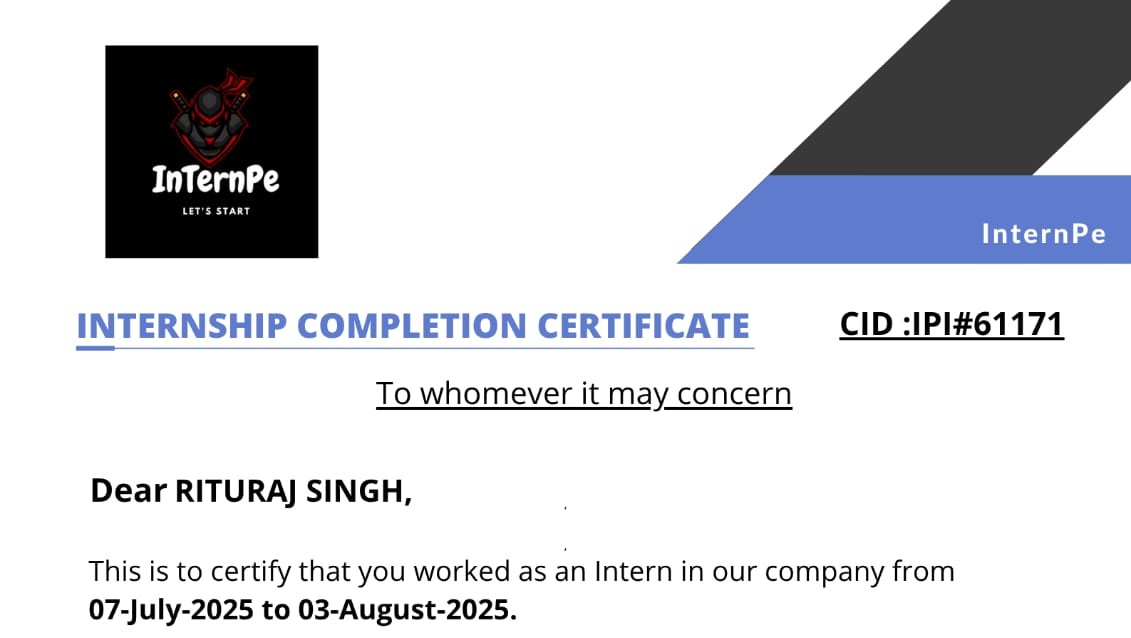 InTernPe
LET'S START
InternPe
INTERNSHIP COMPLETION CERTIFICATE
CID :IPI#61171
To whomever it may concern
Dear RITURAJ SINGH,
This is to certify that you worked as an Intern in our company from
07-July-2025 to 03-August-2025.